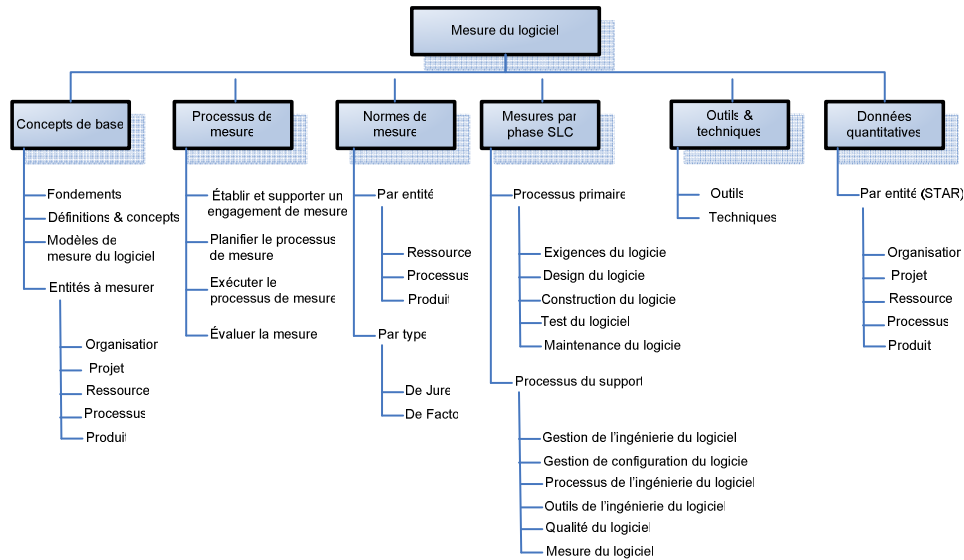 Mesure du logiciel
Concepts de base
Fondements
Définitions & concepts
Modèles de
mesure du logiciel
Entités à mesurer
Organisation
Projet
Ressource
Processus
Produit
Processus de
mesure
Établir et supporter un
engagement de mesure
Planifier le processus
de mesure
Exécuter le
processus de mesure
Évaluer la mesure
Normes de
mesure
Par entité
Ressource
Processus
Produit
Par type
De Jure
De Facto
Mesures par
phase SLC
Processus primaire
Exigences du logicie
Design du logicie
Construction du logicie
Test du logiciel
Maintenance du logicie
Processus du support
Gestion de l'ingénierie du logiciel
Gestion de configuration du logicie
Processus de l'ingénierie du logiciel
Outils de l'ingénierie du logiciel
Qualité du logiciel
Mesure du logiciel
Outils &
techniques
Outils
Techniques
Données
quantitatives
Par entité (STAR)
Organisation
Projet
Ressource
Processus
Produit